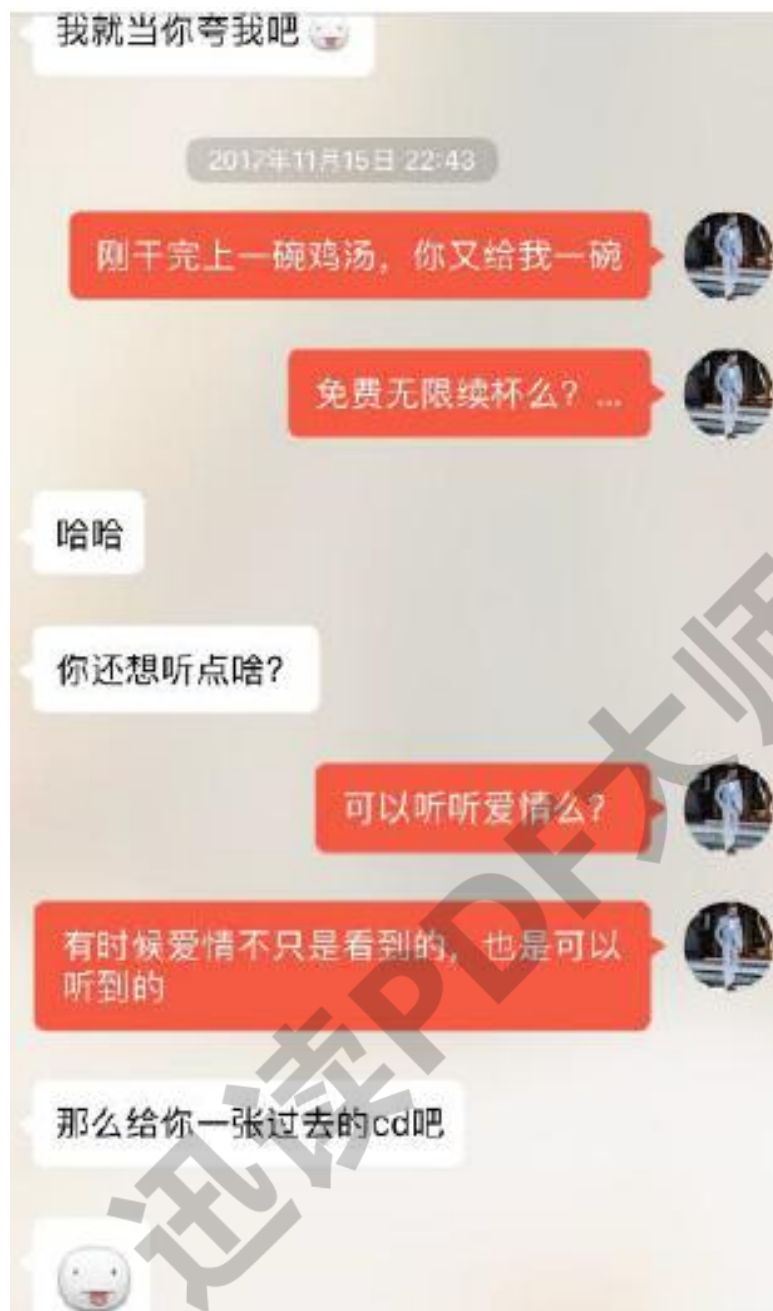 我就当你夸我吧
2017年11月15日 22:43
刚干完上一碗鸡汤，你又给我一碗
免费无限续杯么？...
哈哈
你还想听点啥？
可以听听爱情么？
有时候爱情不只是看到的，也是可以
听到的
那么给你一张过去的cd吧
迅读PDF大师